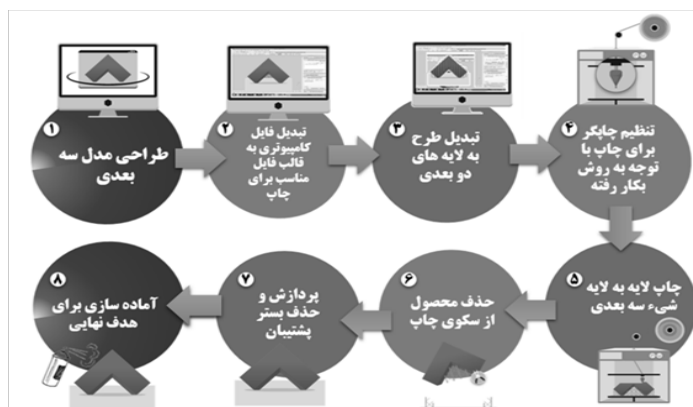 ۱
طراحی مدل سه
بعدی
۲
تبدیل فایل
کامپیوتری به
قالب فایل
مناسب برای
چاپ
۳
تبدیل طرح
به لایه های
دو بعدی
۴
تنظیم چاپگر
برای چاپ با
توجه به روش
بکار رفته
۵
چاپ لایه به لایه
شیء سه بعدی
۶
حذف محصول
از سکوی چاپ
۷
پردازش و
حذف بستر
پشتیبان
۸
آماده سازی برای
هدف نهایی